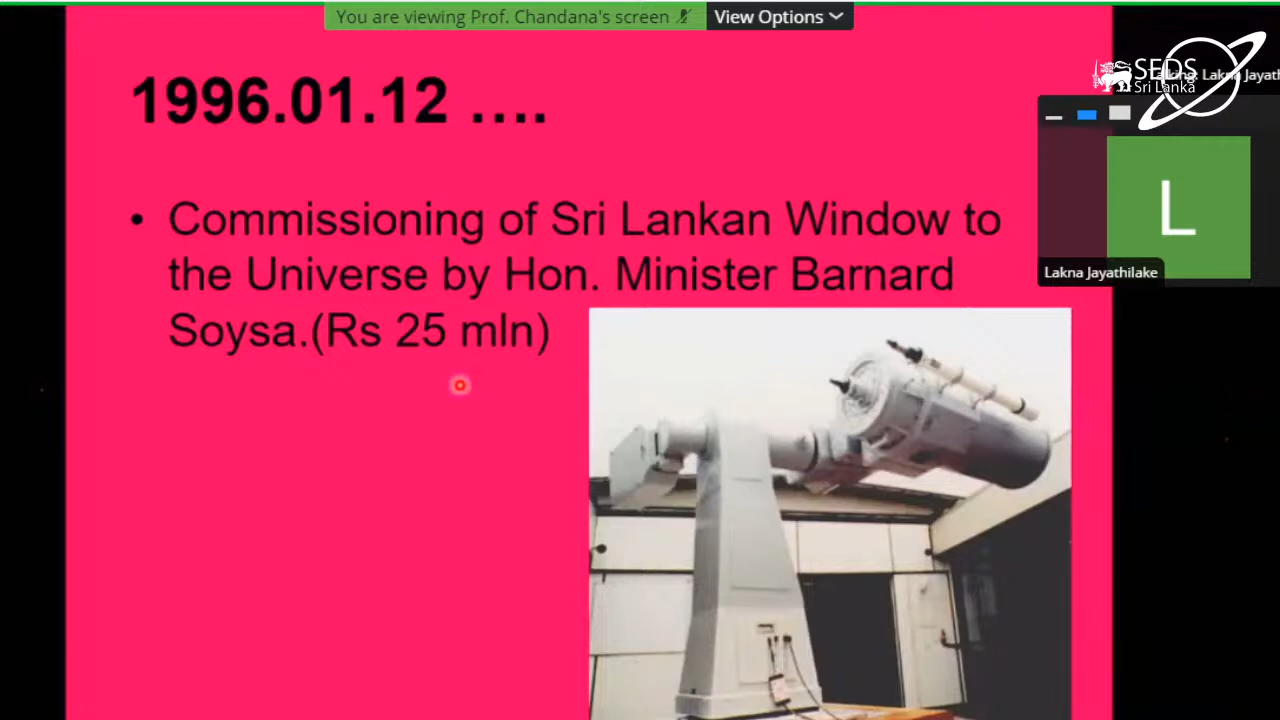 You are viewing Prof. Chandana's screen
View Options
1996.01.12 ....
SEDS
Sri Lanka
• Commissioning of Sri Lankan Window to
the Universe by Hon. Minister Barnard
Soysa.(Rs 25 mln)
L
Lakna Jayathilake